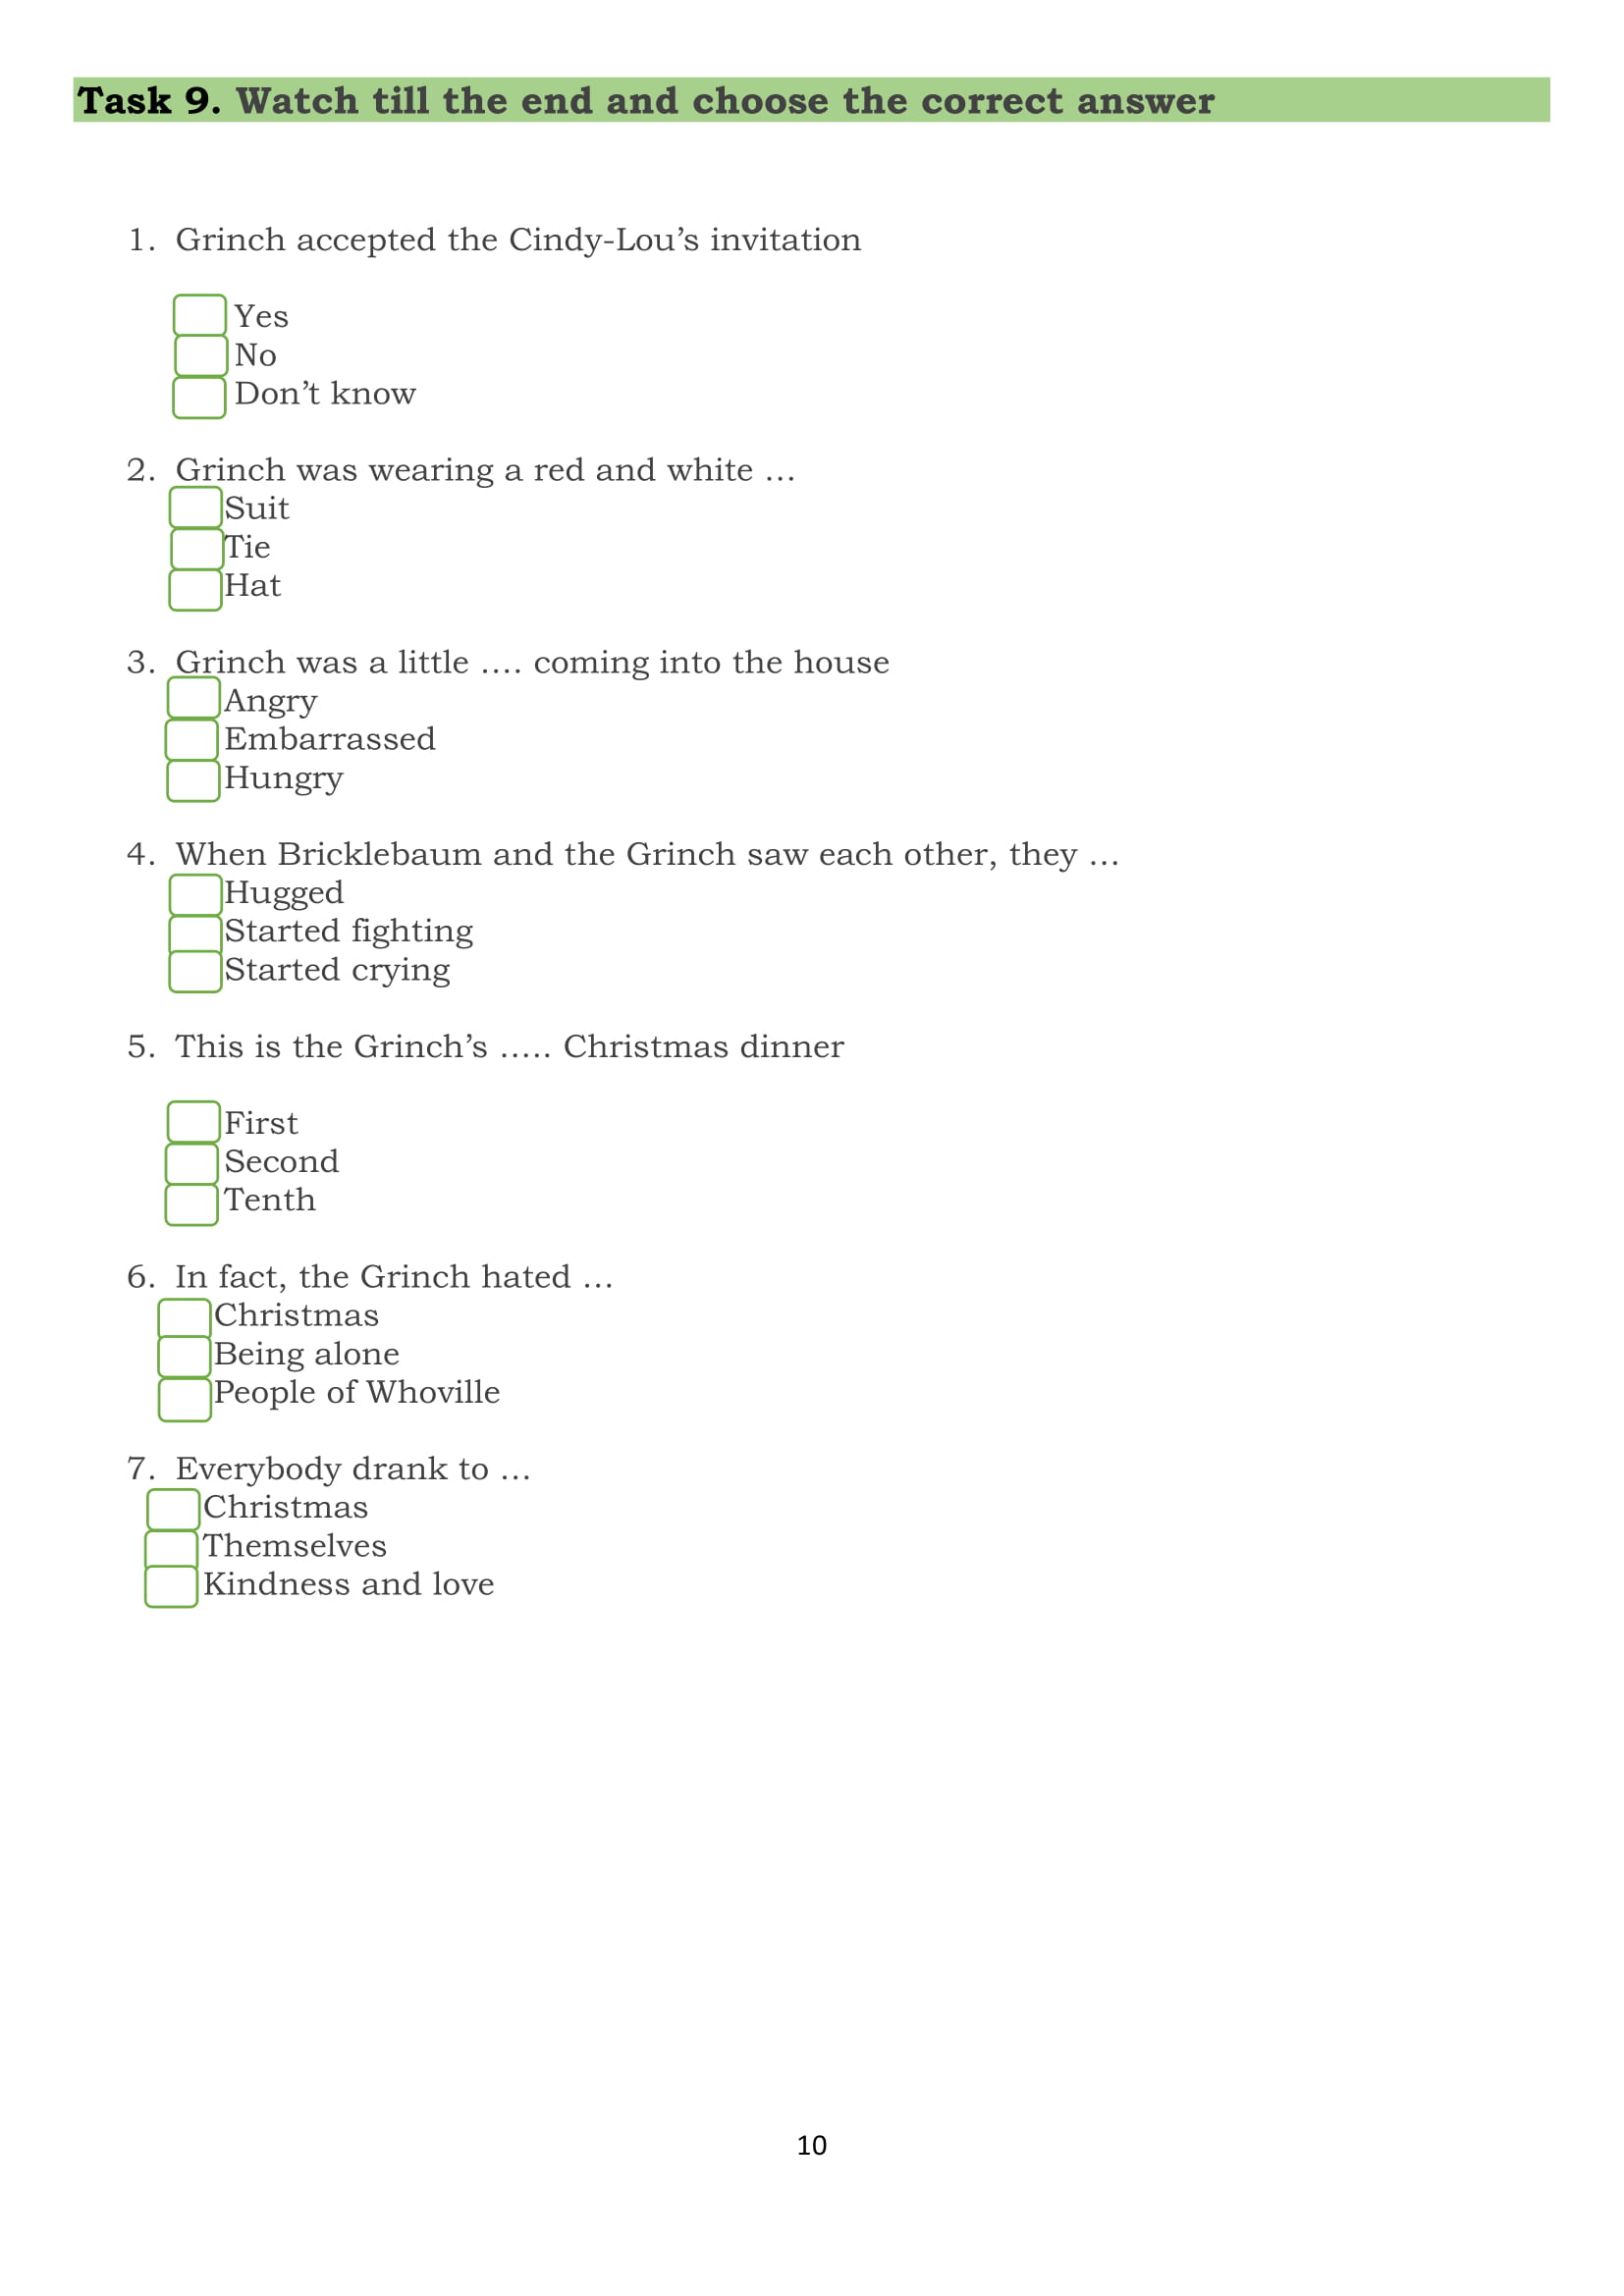 Task 9. Watch till the end and choose the correct answer
1. Grinch accepted the Cindy-Lou’s invitation
Yes
No
Don’t know
2. Grinch was wearing a red and white …
Suit
Tie
Hat
3. Grinch was a little …. coming into the house
Angry
Embarrassed
Hungry
4. When Bricklebaum and the Grinch saw each other, they …
Hugged
Started fighting
Started crying
5. This is the Grinch’s ….. Christmas dinner
First
Second
Tenth
6. In fact, the Grinch hated …
Christmas
Being alone
People of Whoville
7. Everybody drank to …
Christmas
Themselves
Kindness and love
10